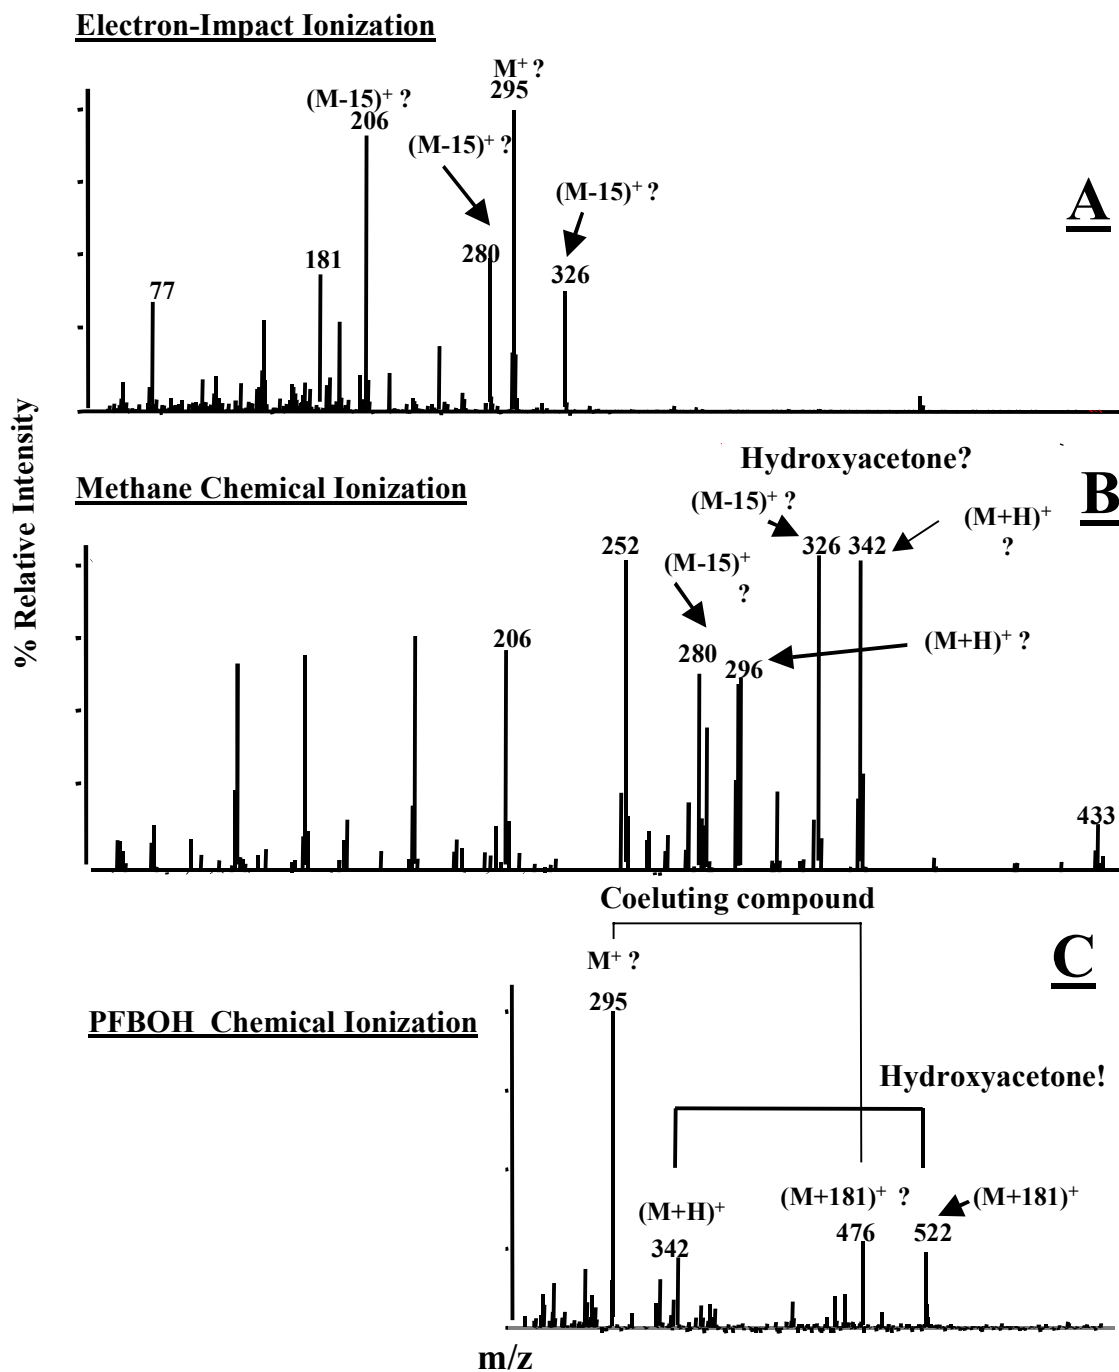 Electron-Impact Ionization
M⁺ ?
295
(M-15)⁺ ?
206
(M-15)⁺ ?
(M-15)⁺ ?
A
280
181
326
77
% Relative Intensity
Hydroxyacetone?
Methane Chemical Ionization
B
(M-15)⁺ ?
(M+H)⁺
?
252
326
342
(M-15)⁺
?
206
280
296
(M+H)⁺ ?
433
Coeluting compound
C
M⁺ ?
295
PFBOH Chemical Ionization
Hydroxyacetone!
(M+H)⁺
342
(M+181)⁺ ?
476
(M+181)⁺
522
m/z